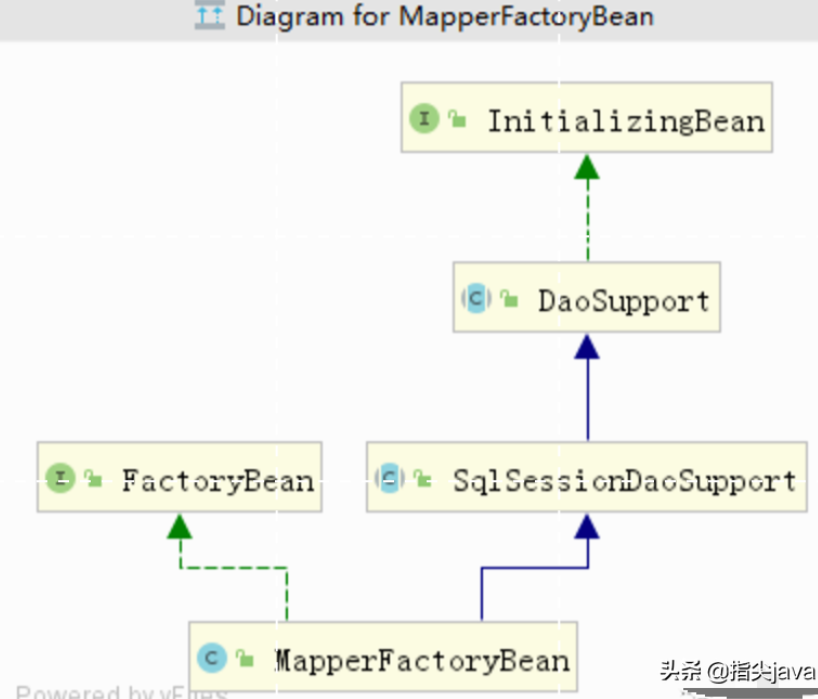 Diagram for MapperFactoryBean
I InitializingBean
C DaoSupport
I FactoryBean
C SqlSessionDaoSupport
C MapperFactoryBean
Powered by yFiles
头条 @指尖java